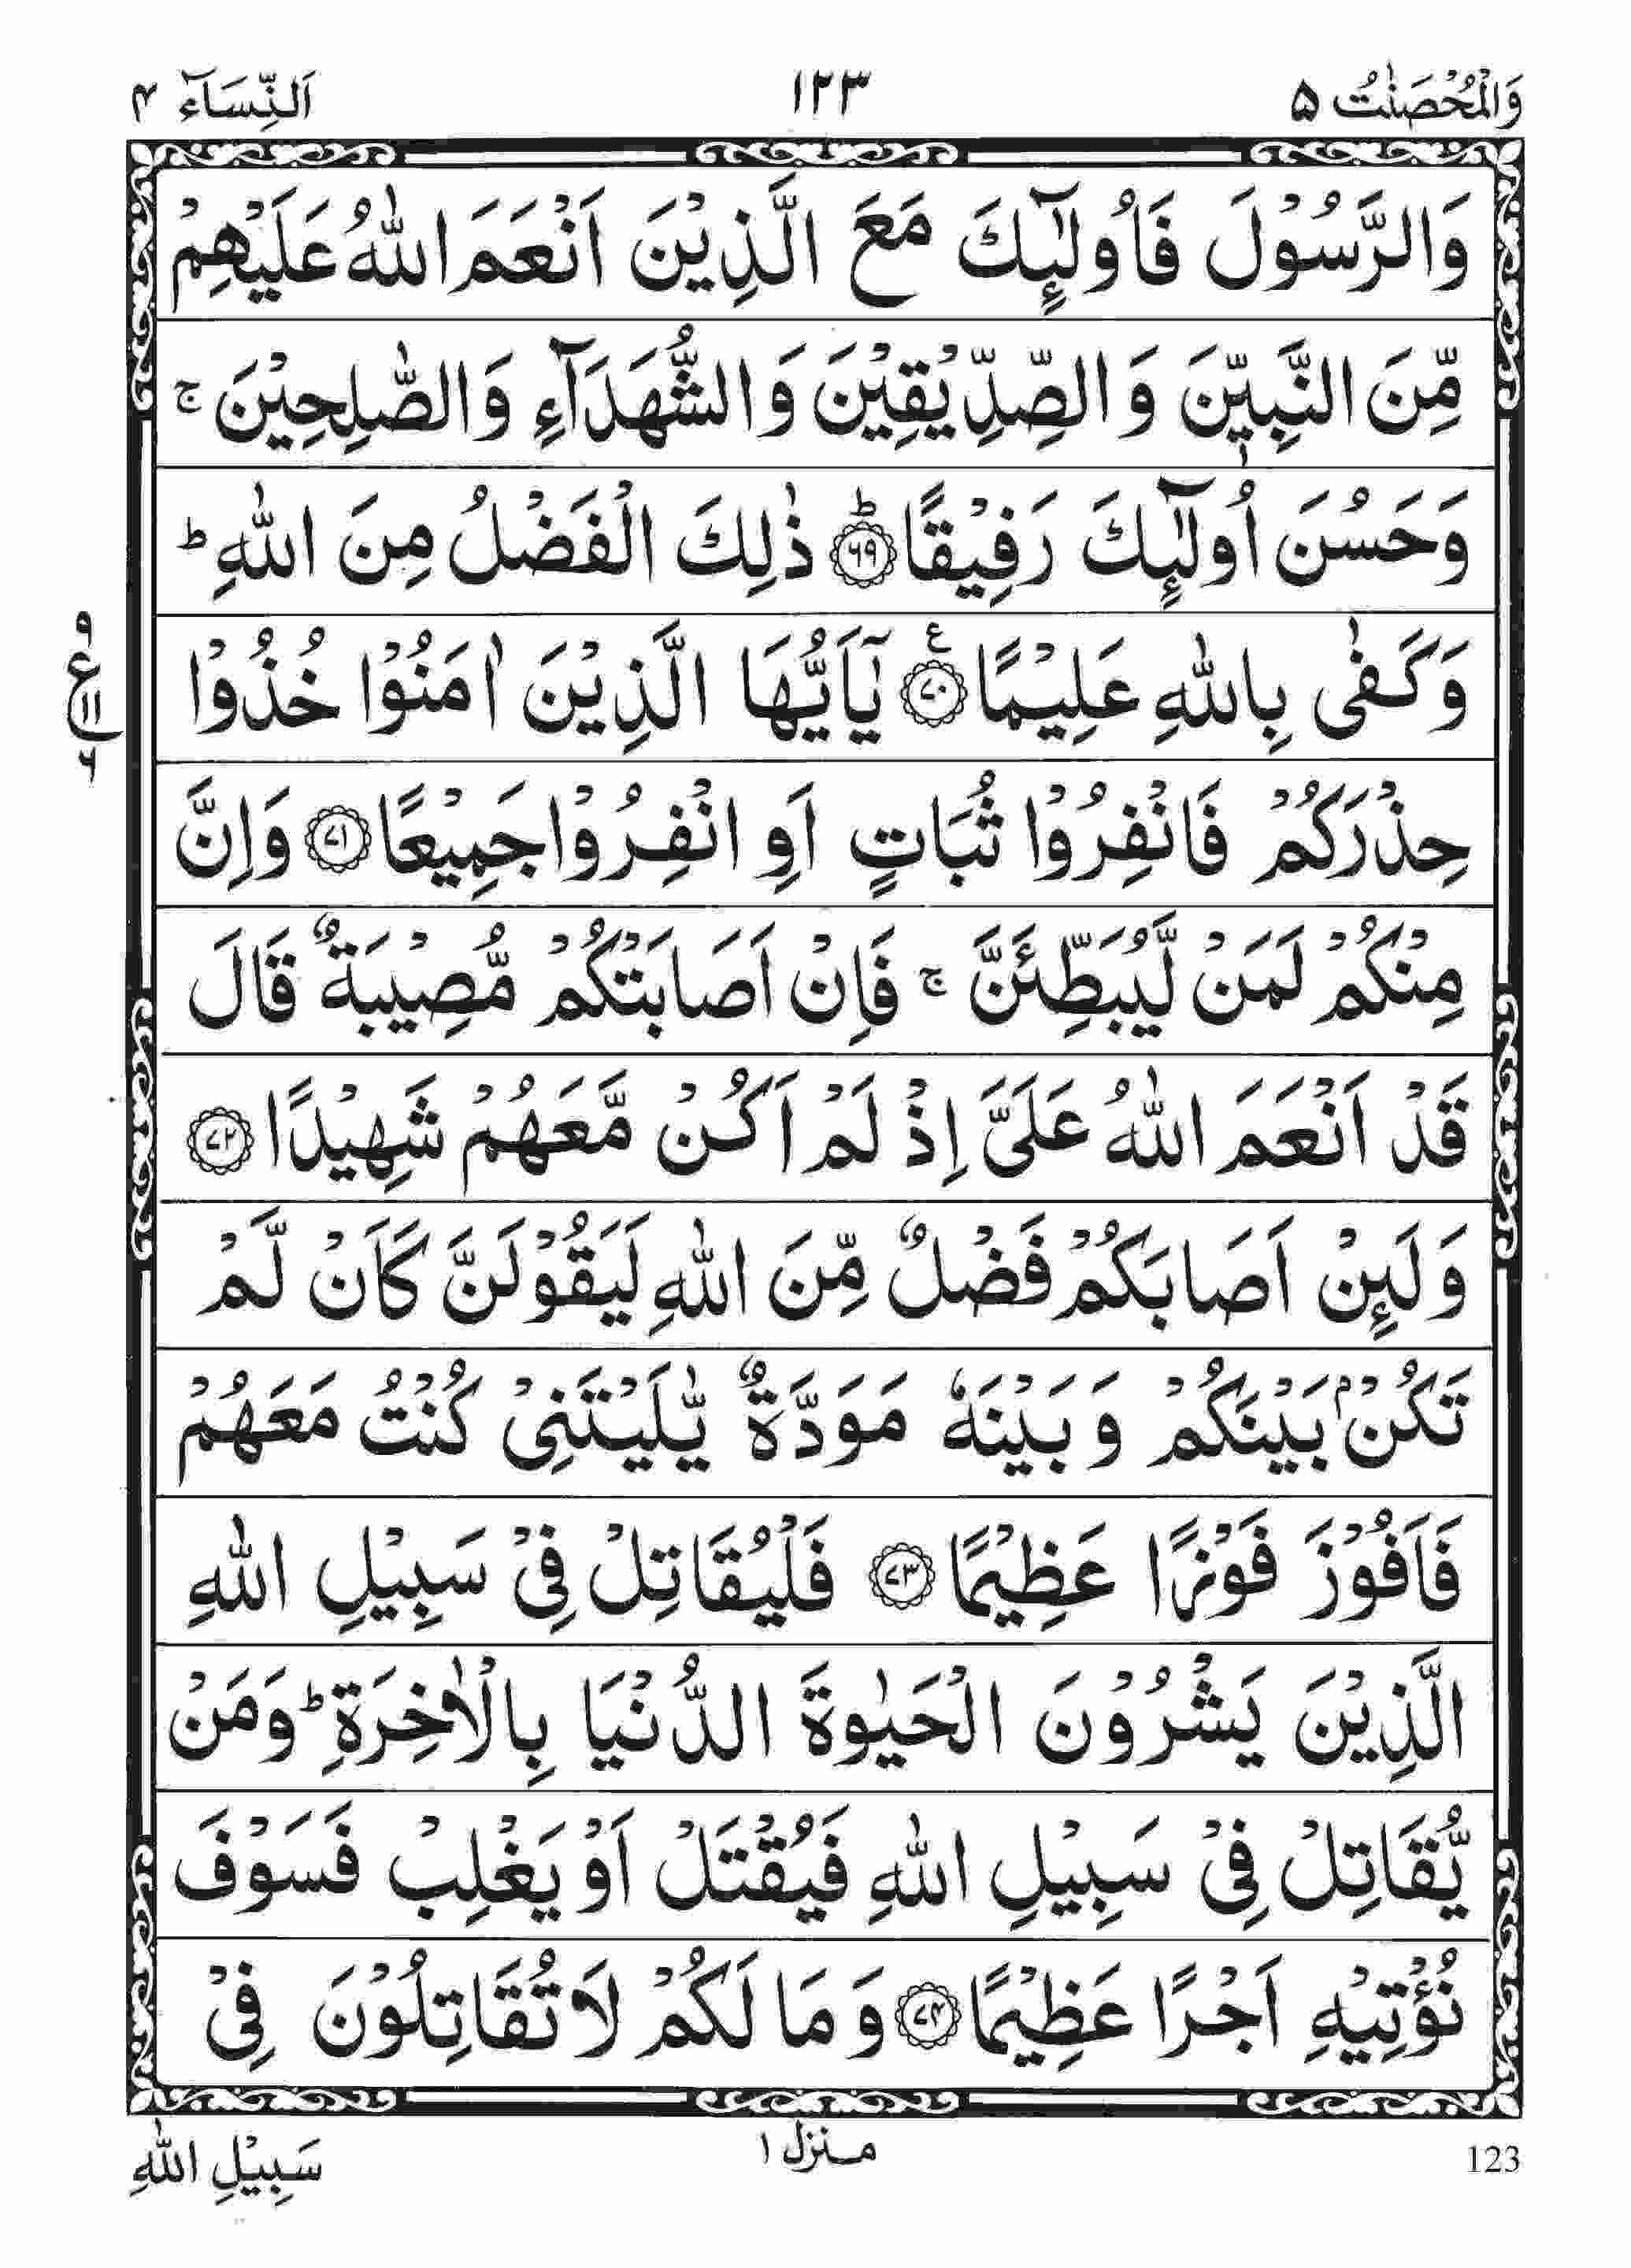 وَالْمُحْصَنٰتُ ۵
۱۲۳
اَلنِّسَآء ۴
وَالرَّسُوْلَ فَاُولٰٓئِكَ مَعَ الَّذِيْنَ اَنْعَمَ اللّٰهُ عَلَيْهِمْ
مِّنَ النَّبِيّٖنَ وَالصِّدِّيْقِيْنَ وَالشُّهَدَآءِ وَالصّٰلِحِيْنَ ۚ
وَحَسُنَ اُولٰٓئِكَ رَفِيْقًا ؕ ﴿۶۹﴾ ذٰلِكَ الْفَضْلُ مِنَ اللّٰهِ ؕ
وَكَفٰى بِاللّٰهِ عَلِيْمًا ع ﴿۷۰﴾ يٰۤاَيُّهَا الَّذِيْنَ اٰمَنُوْا خُذُوْا
۹
ع
۱۱
۶
حِذْرَكُمْ فَانْفِرُوْا ثُبَاتٍ اَوِ انْفِرُوْا جَمِيْعًا ﴿۷۱﴾ وَاِنَّ
مِنْكُمْ لَمَنْ لَّيُبَطِّئَنَّ ۚ فَاِنْ اَصَابَتْكُمْ مُّصِيْبَةٌ قَالَ
قَدْ اَنْعَمَ اللّٰهُ عَلَىَّ اِذْ لَمْ اَكُنْ مَّعَهُمْ شَهِيْدًا ﴿۷۲﴾
وَلَئِنْ اَصَابَكُمْ فَضْلٌ مِّنَ اللّٰهِ لَيَقُوْلَنَّ كَاَنْ لَّمْ
تَكُنْۢ بَيْنَكُمْ وَبَيْنَهٗ مَوَدَّةٌ يّٰلَيْتَنِىْ كُنْتُ مَعَهُمْ
فَاَفُوْزَ فَوْزًا عَظِيْمًا ﴿۷۳﴾ فَلْيُقَاتِلْ فِىْ سَبِيْلِ اللّٰهِ
الَّذِيْنَ يَشْرُوْنَ الْحَيٰوةَ الدُّنْيَا بِالْاٰخِرَةِ ؕ وَمَنْ
يُّقَاتِلْ فِىْ سَبِيْلِ اللّٰهِ فَيُقْتَلْ اَوْ يَغْلِبْ فَسَوْفَ
نُؤْتِيْهِ اَجْرًا عَظِيْمًا ﴿۷۴﴾ وَمَا لَكُمْ لَا تُقَاتِلُوْنَ فِىْ
سَبِيْلِ اللّٰهِ
منزل ۱
123